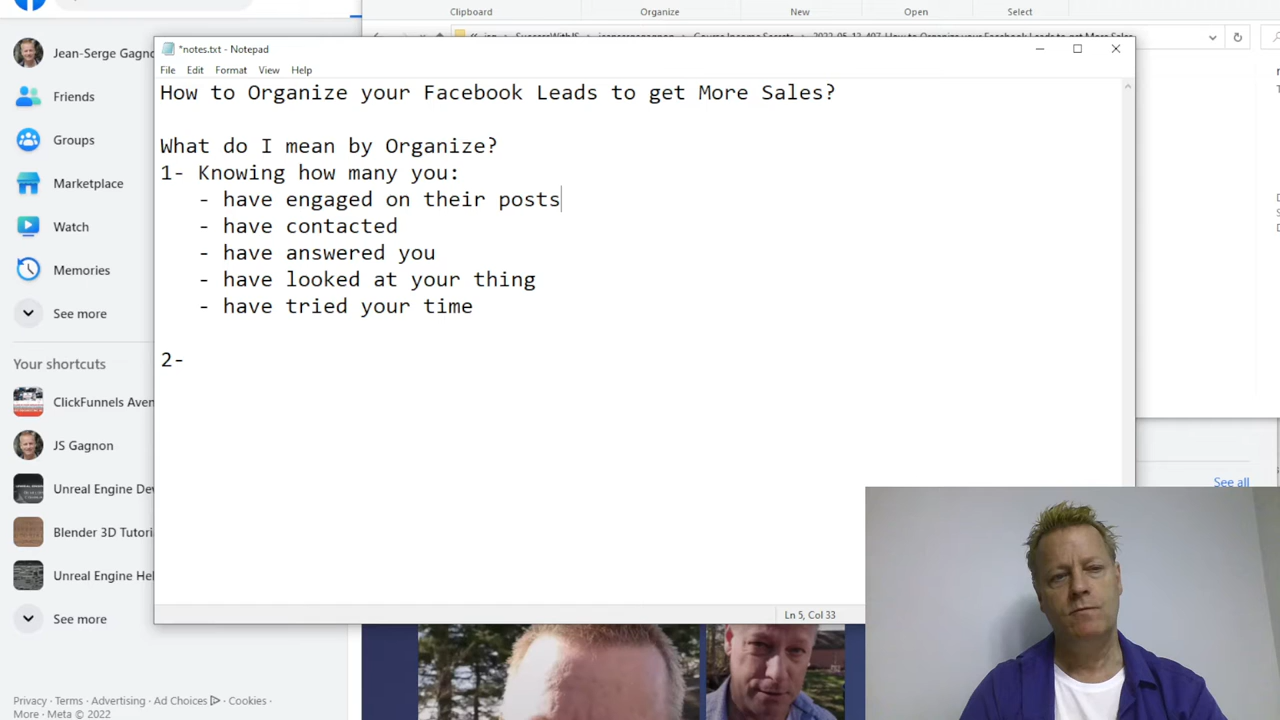 Clipboard
Organize
New
Open
Select
Jean-Serge Gagno
Friends
Groups
Marketplace
Watch
Memories
See more
Your shortcuts
ClickFunnels Aven
JS Gagnon
Unreal Engine Dev
Blender 3D Tutori
Unreal Engine Hel
See more
Privacy · Terms · Advertising · Ad Choices · Cookies ·
More · Meta © 2022
*notes.txt - Notepad
File Edit Format View Help
How to Organize your Facebook Leads to get More Sales?
What do I mean by Organize?
1- Knowing how many you:
- have engaged on their posts
- have contacted
- have answered you
- have looked at your thing
- have tried your time
2-
Ln 5, Col 33
See all